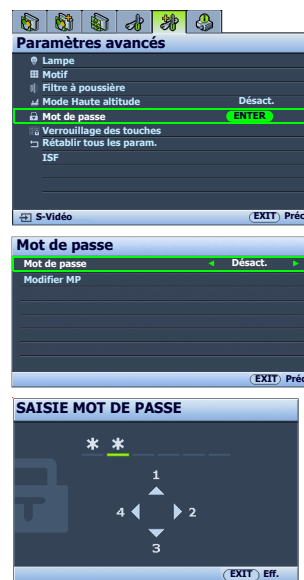 Paramètres avancés
Lampe
Motif
Filtre à poussière
Mode Haute altitude Désact.
Mot de passe ENTER
Verrouillage des touches
Rétablir tous les param.
ISF
S-Vidéo EXIT Préc
Mot de passe
Mot de passe Désact.
Modifier MP
EXIT Préc
SAISIE MOT DE PASSE
* *
1
4 2
3
EXIT Eff.